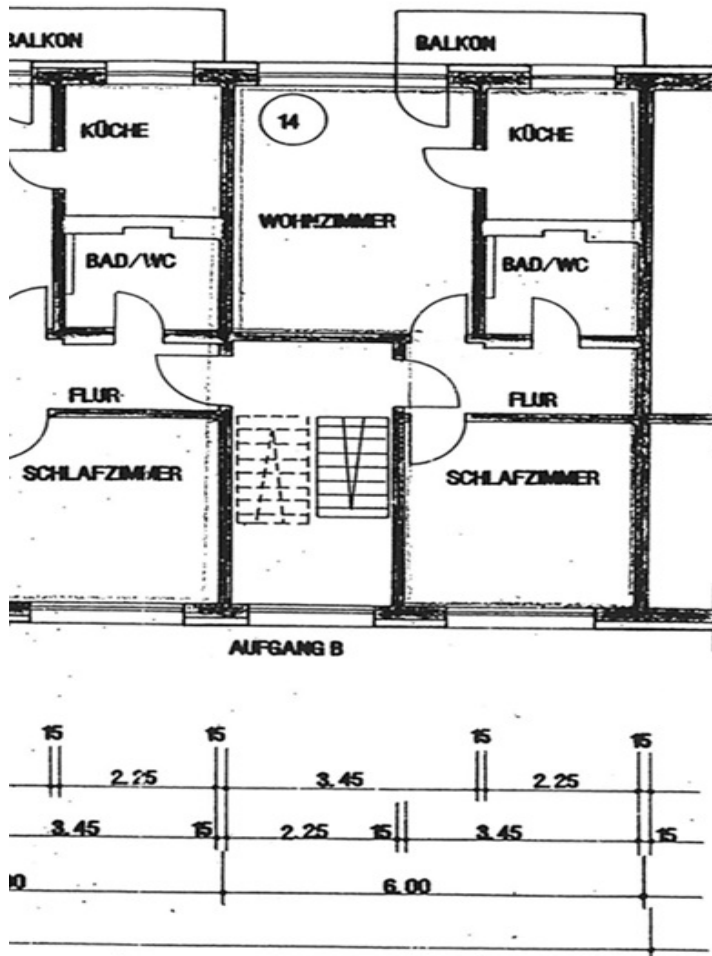 BALKON
BALKON
KÜCHE
14
KÜCHE
WOHNZIMMER
BAD/WC
BAD/WC
FLUR
FLUR
SCHLAFZIMMER
SCHLAFZIMMER
AUFGANG B
15
15
15
15
2.25
3.45
2.25
3.45
15
2.25
15
3.45
15
00
6.00